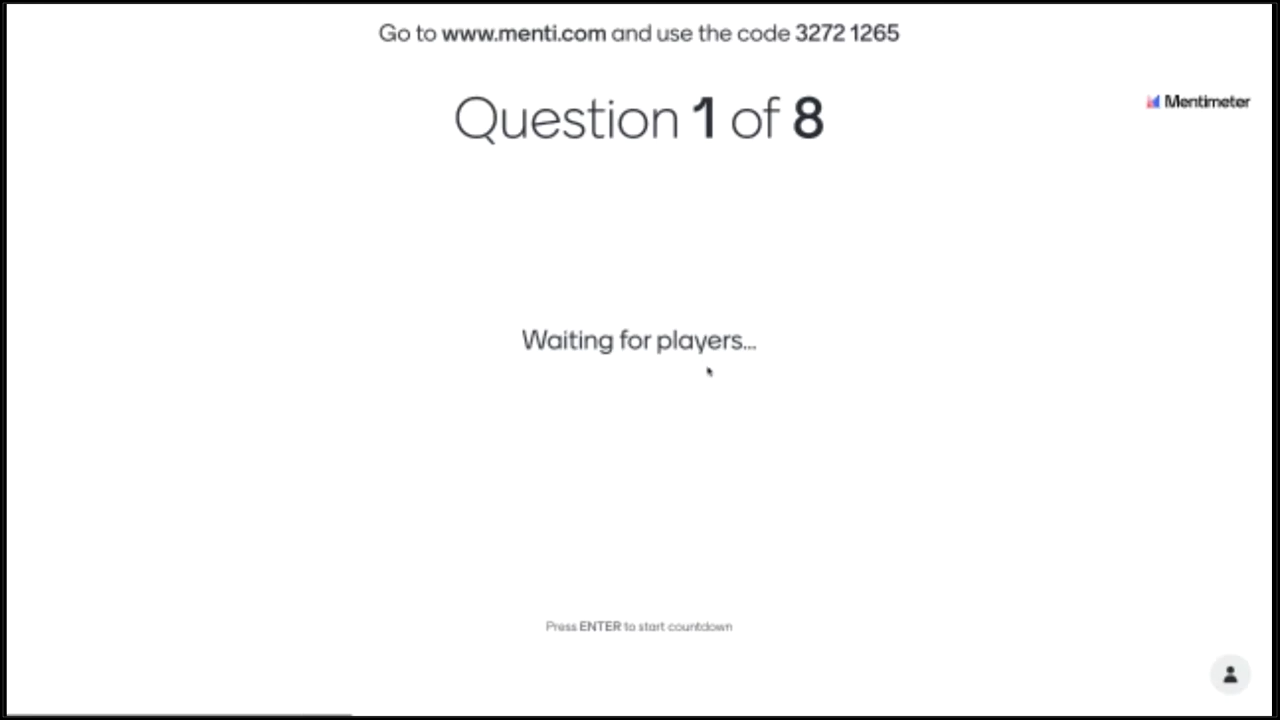 Go to www.menti.com and use the code 3272 1265
Question 1 of 8
Mentimeter
Waiting for players...
Press ENTER to start countdown